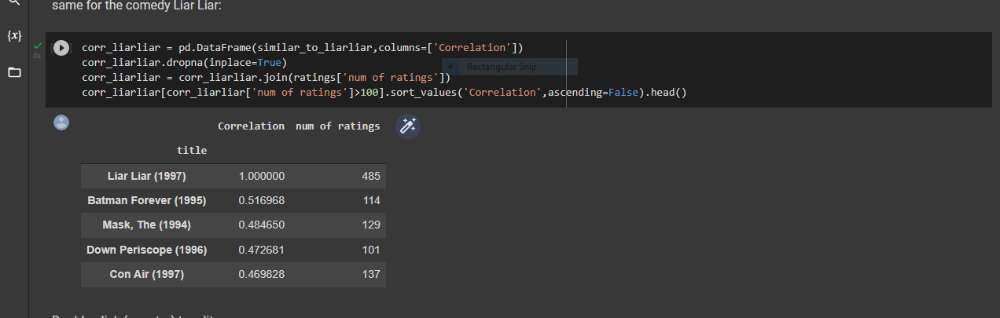 same for the comedy Liar Liar:
{x}
0s
corr_liarliar = pd.DataFrame(similar_to_liarliar,columns=['Correlation'])
corr_liarliar.dropna(inplace=True)
Rectangular Snip
corr_liarliar = corr_liarliar.join(ratings['num of ratings'])
corr_liarliar[corr_liarliar['num of ratings']>100].sort_values('Correlation',ascending=False).head()
Correlation num of ratings
title
Liar Liar (1997) 1.000000 485
Batman Forever (1995) 0.516968 114
Mask, The (1994) 0.484650 129
Down Periscope (1996) 0.472681 101
Con Air (1997) 0.469828 137